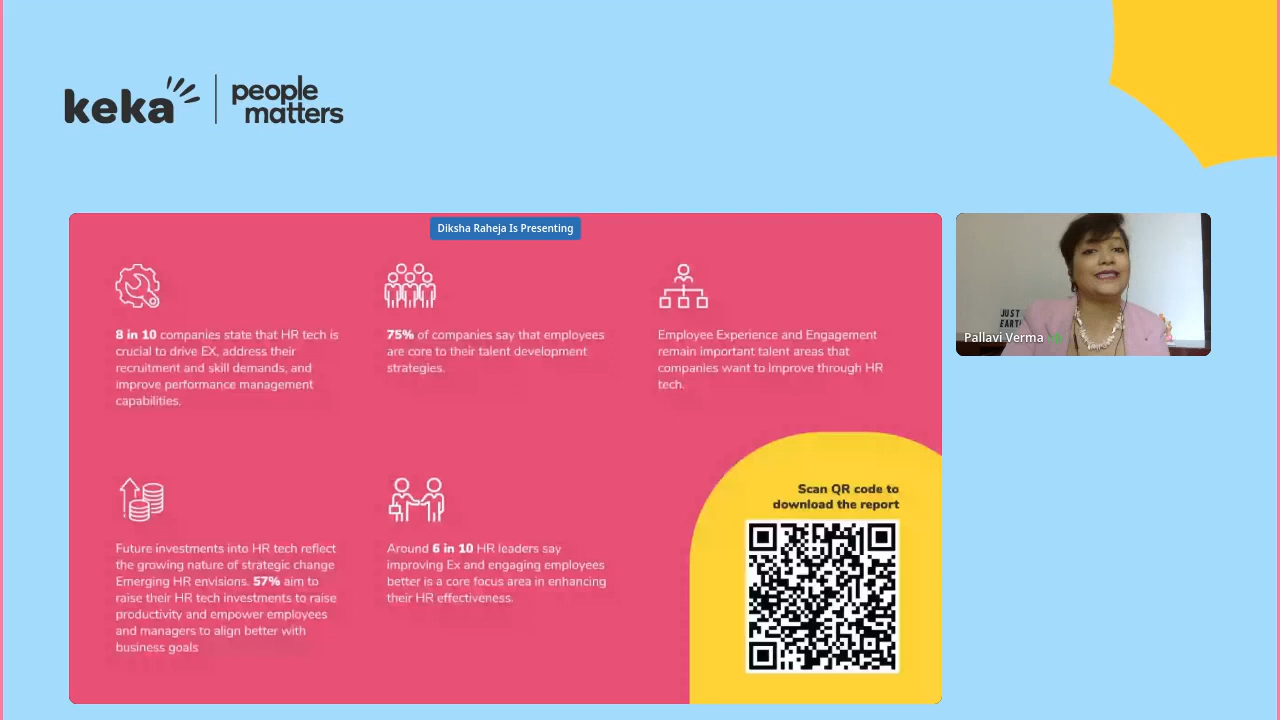 keka
people
matters
Diksha Raheja Is Presenting
8 in 10 companies state that HR tech is
crucial to drive EX, address their
recruitment and skill demands, and
improve performance management
capabilities.
75% of companies say that employees
are core to their talent development
strategies.
Employee Experience and Engagement
remain important talent areas that
companies want to improve through HR
tech.
Future investments into HR tech reflect
the growing nature of strategic change
Emerging HR envisions. 57% aim to
raise their HR tech investments to raise
productivity and empower employees
and managers to align better with
business goals
Around 6 in 10 HR leaders say
improving Ex and engaging employees
better is a core focus area in enhancing
their HR effectiveness.
Scan QR code to
download the report
JUST
EART
Pallavi Verma